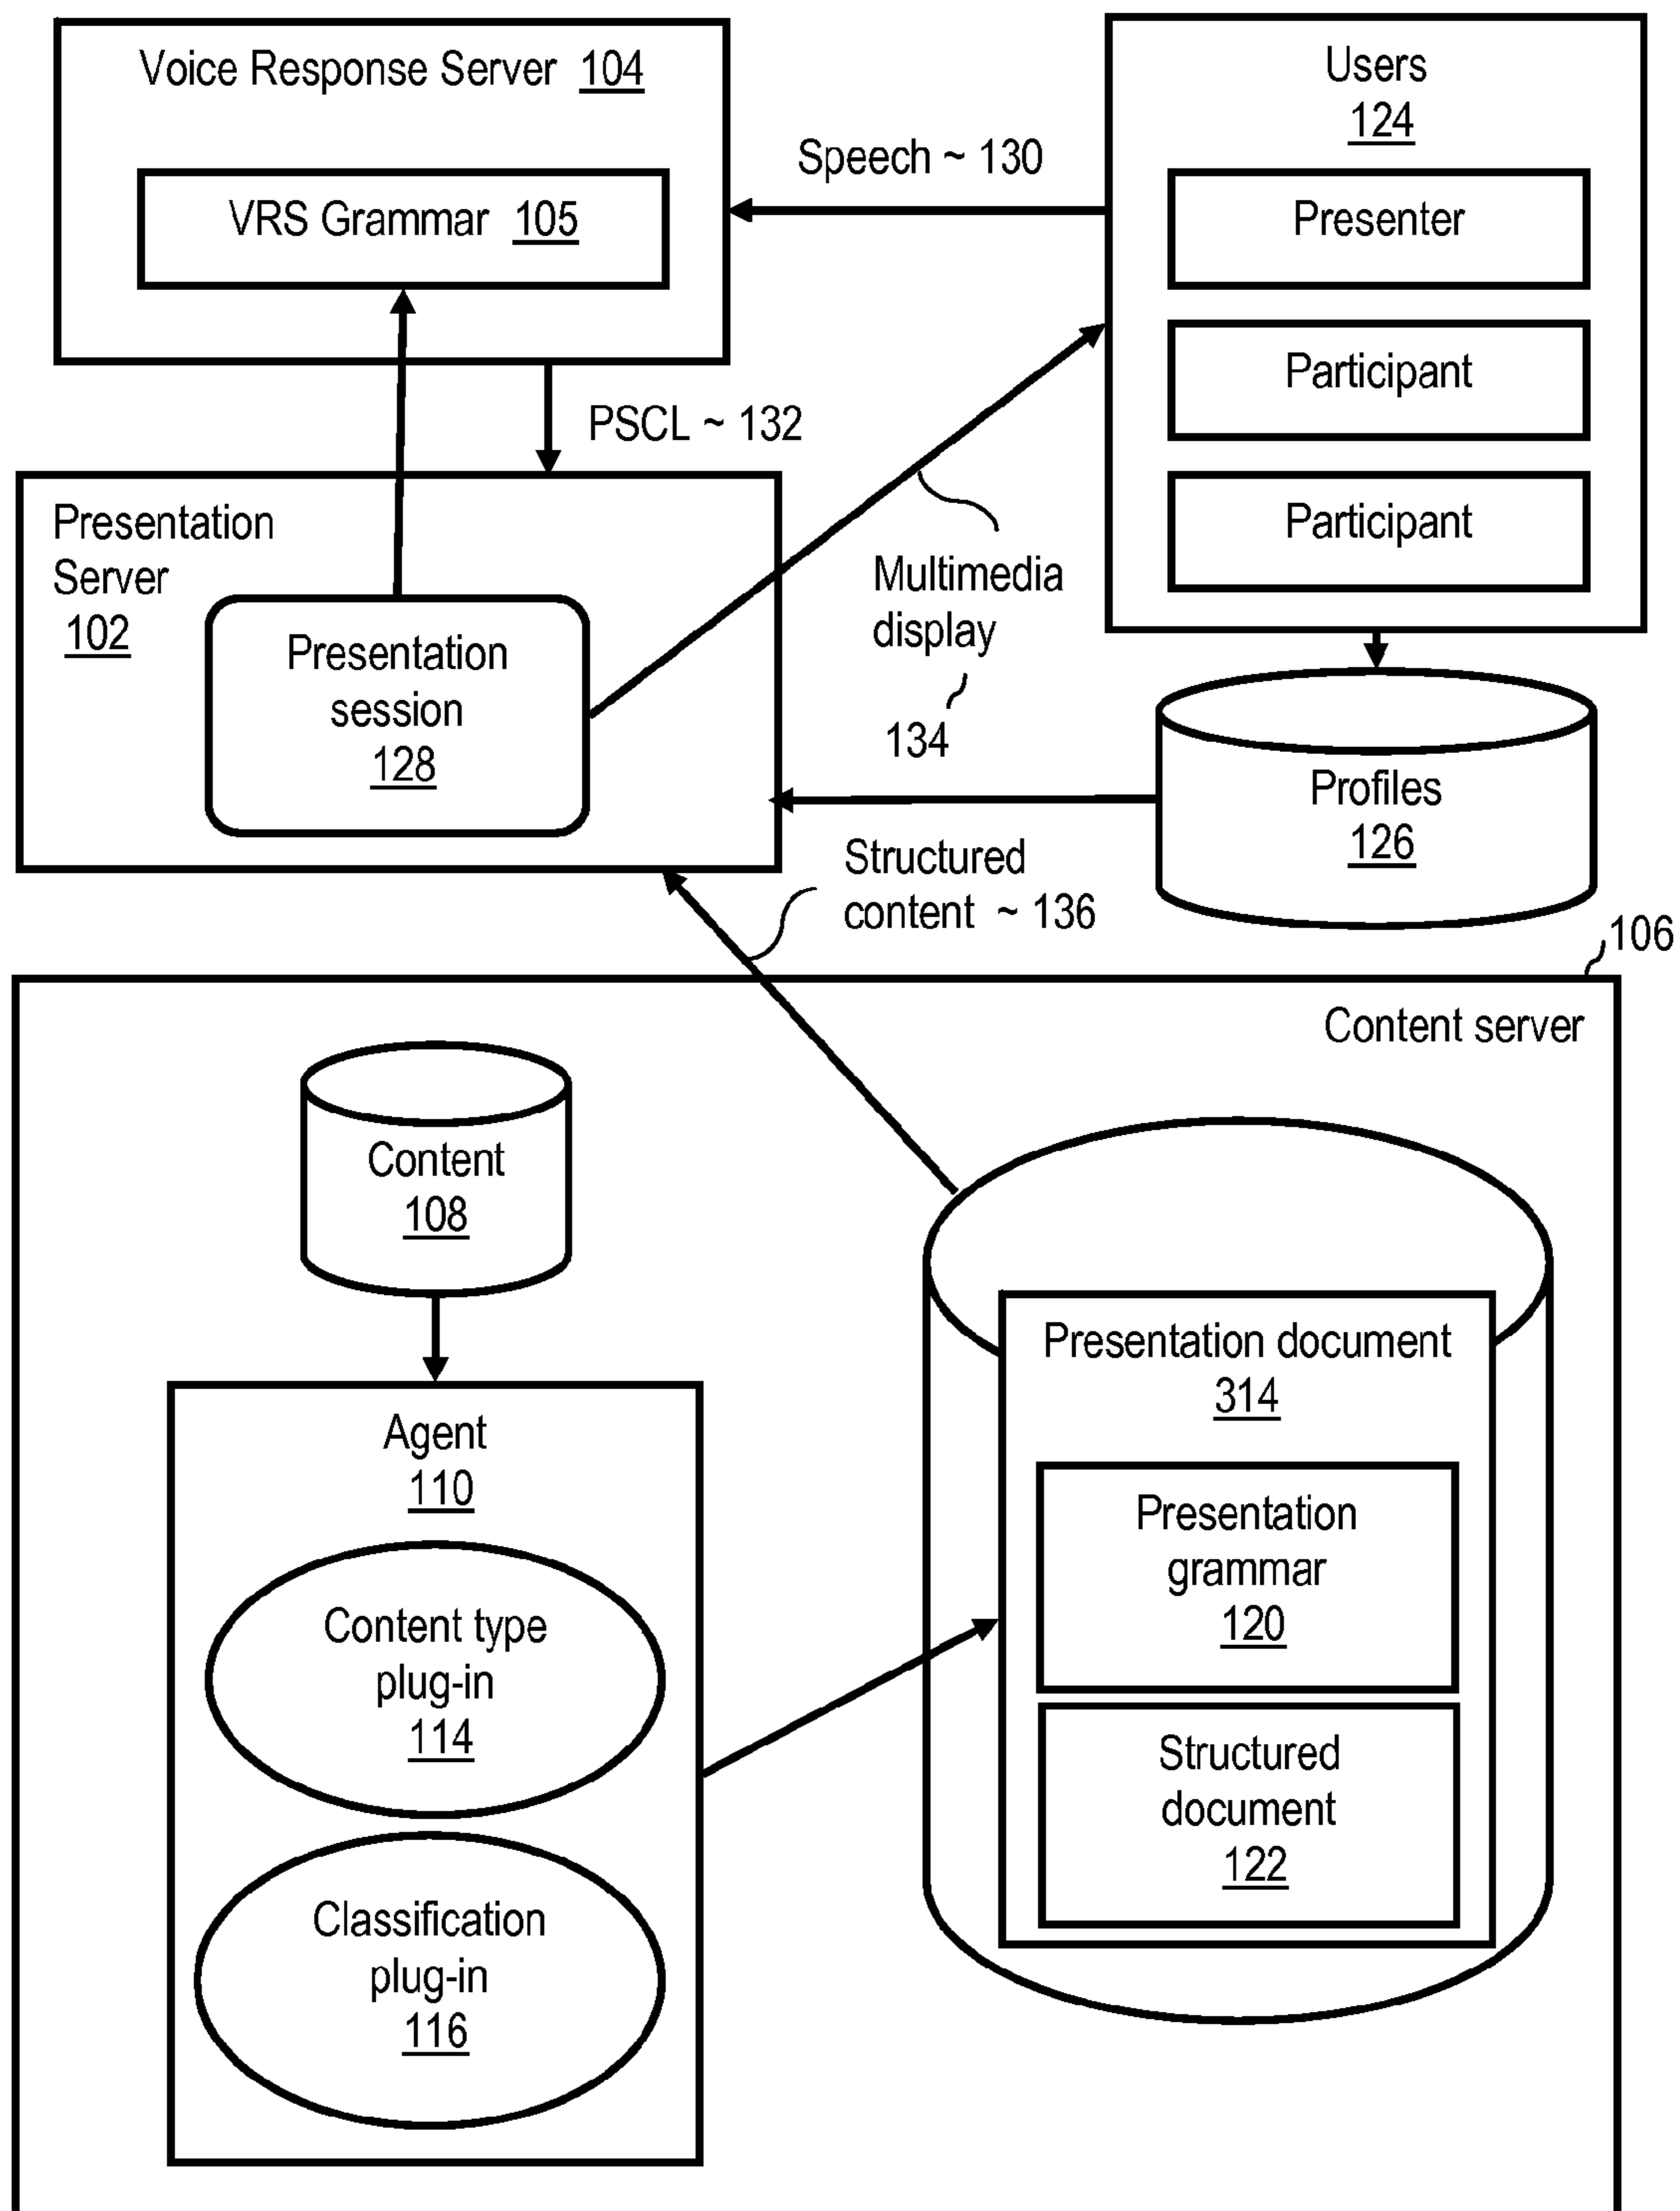 Voice Response Server 104
VRS Grammar 105
Speech ~ 130
Users
124
Presenter
Participant
Participant
PSCL ~ 132
Presentation
Server
102
Presentation
session
128
Multimedia
display
134
Profiles
126
Structured
content ~ 136
106
Content server
Content
108
Agent
110
Content type
plug-in
114
Classification
plug-in
116
Presentation document
314
Presentation
grammar
120
Structured
document
122